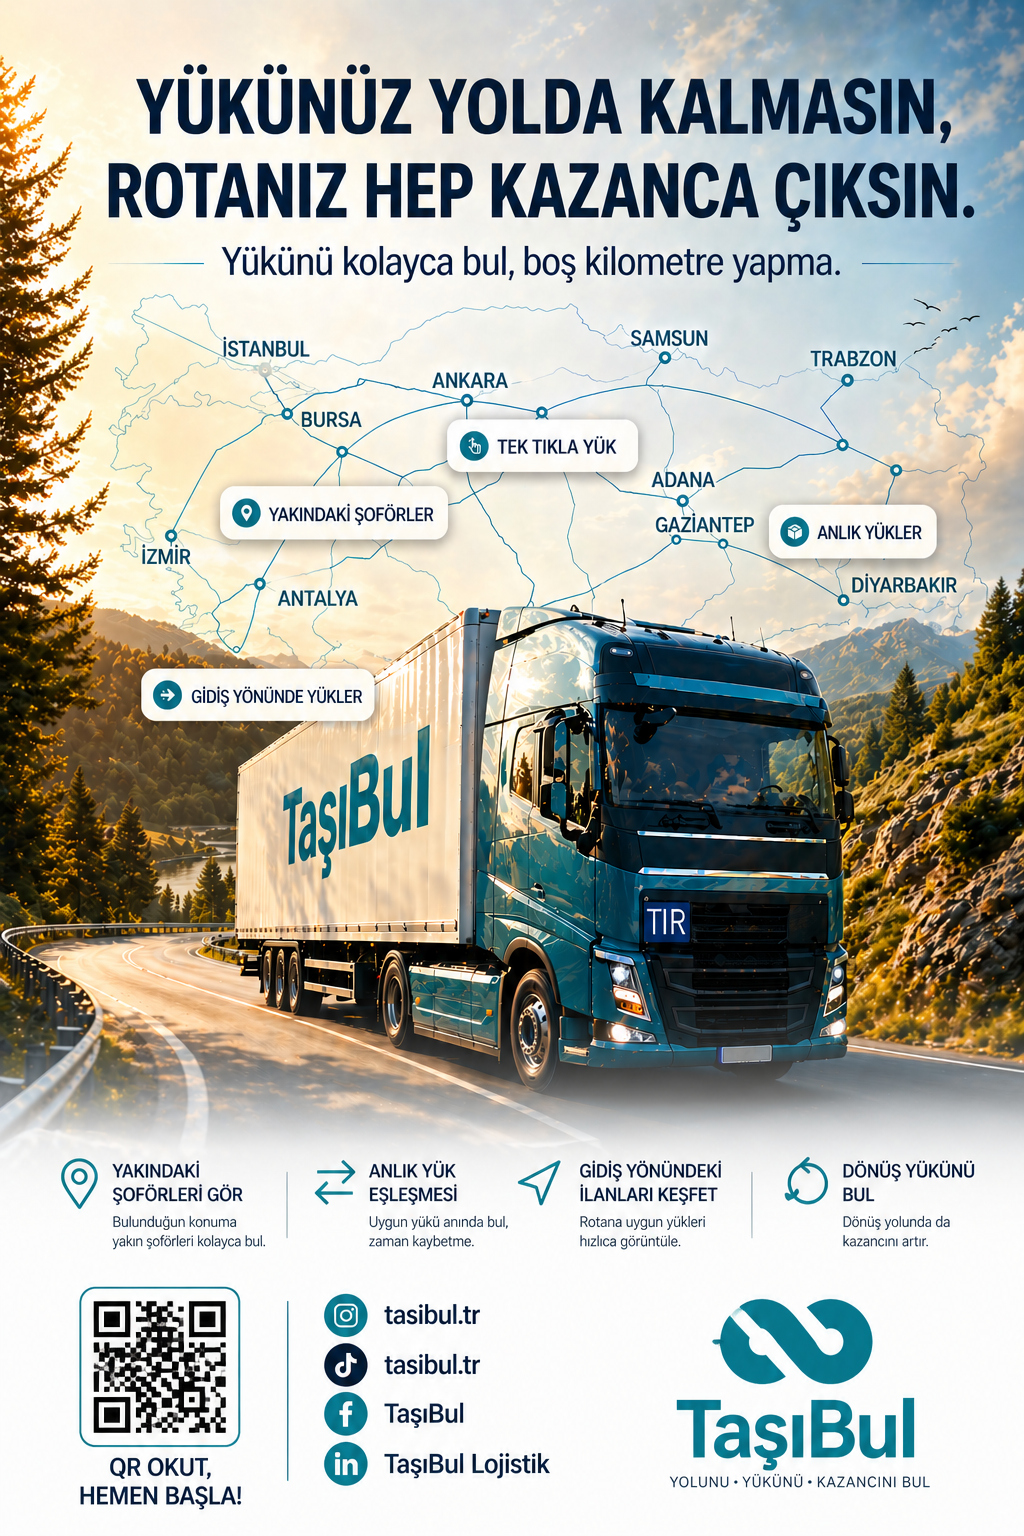 YÜKÜNÜZ YOLDA KALMASIN,
ROTANIZ HEP KAZANCA ÇIKSIN.
Yükünü kolayca bul, boş kilometre yapma.
İSTANBUL
SAMSUN
TRABZON
ANKARA
BURSA
TEK TIKLA YÜK
ADANA
YAKINDAKİ ŞOFÖRLER
GAZİANTEP
ANLIK YÜKLER
İZMİR
DİYARBAKIR
ANTALYA
GİDİŞ YÖNÜNDE YÜKLER
TaşıBul
TIR
YAKINDAKİ
ŞOFÖRLERİ GÖR
Bulunduğun konuma
yakın şoförleri kolayca bul.
ANLIK YÜK
EŞLEŞMESİ
Uygun yükü anında bul,
zaman kaybetme.
GİDİŞ YÖNÜNDEKİ
İLANLARI KEŞFET
Rotana uygun yükleri
hızlıca görüntüle.
DÖNÜŞ YÜKÜNÜ
BUL
Dönüş yolunda da
kazancını artır.
QR OKUT,
HEMEN BAŞLA!
tasibul.tr
tasibul.tr
TaşıBul
TaşıBul Lojistik
TaşıBul
YOLUNU • YÜKÜNÜ • KAZANCINI BUL